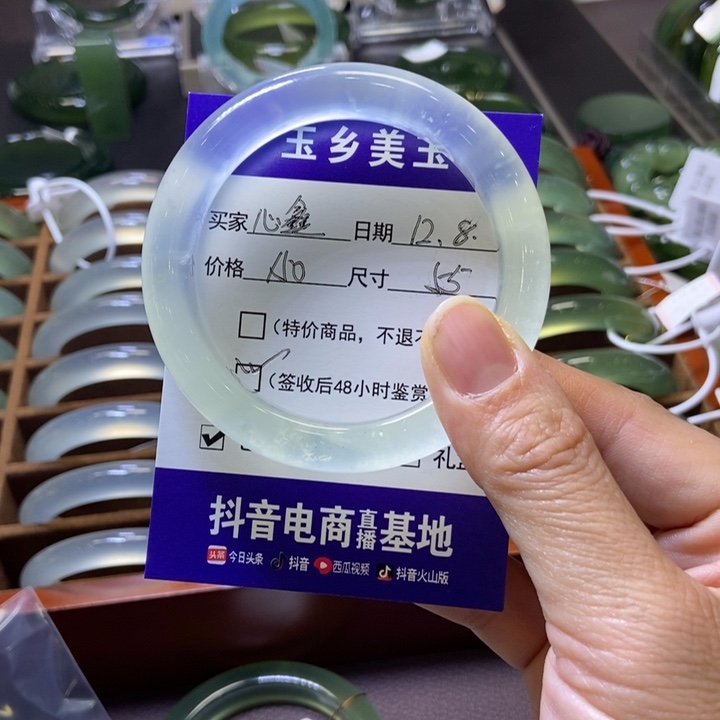 玉乡美玉
买家 心鑫 日期 12.8.
价格 尺寸 55
(特价商品，不退
(签收后48小时鉴赏
礼
抖音电商直播基地
头条 今日头条 抖音 西瓜视频 抖音火山版